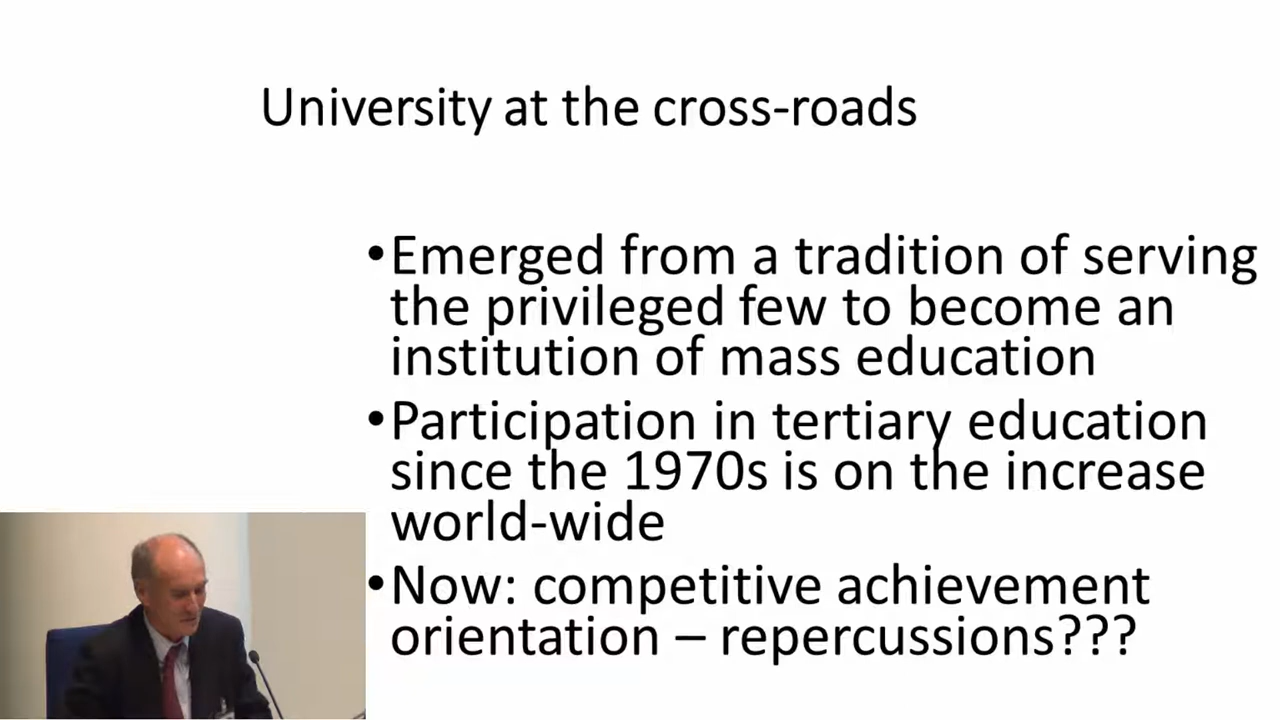 University at the cross-roads
•Emerged from a tradition of serving
the privileged few to become an
institution of mass education
•Participation in tertiary education
since the 1970s is on the increase
world-wide
•Now: competitive achievement
orientation – repercussions???